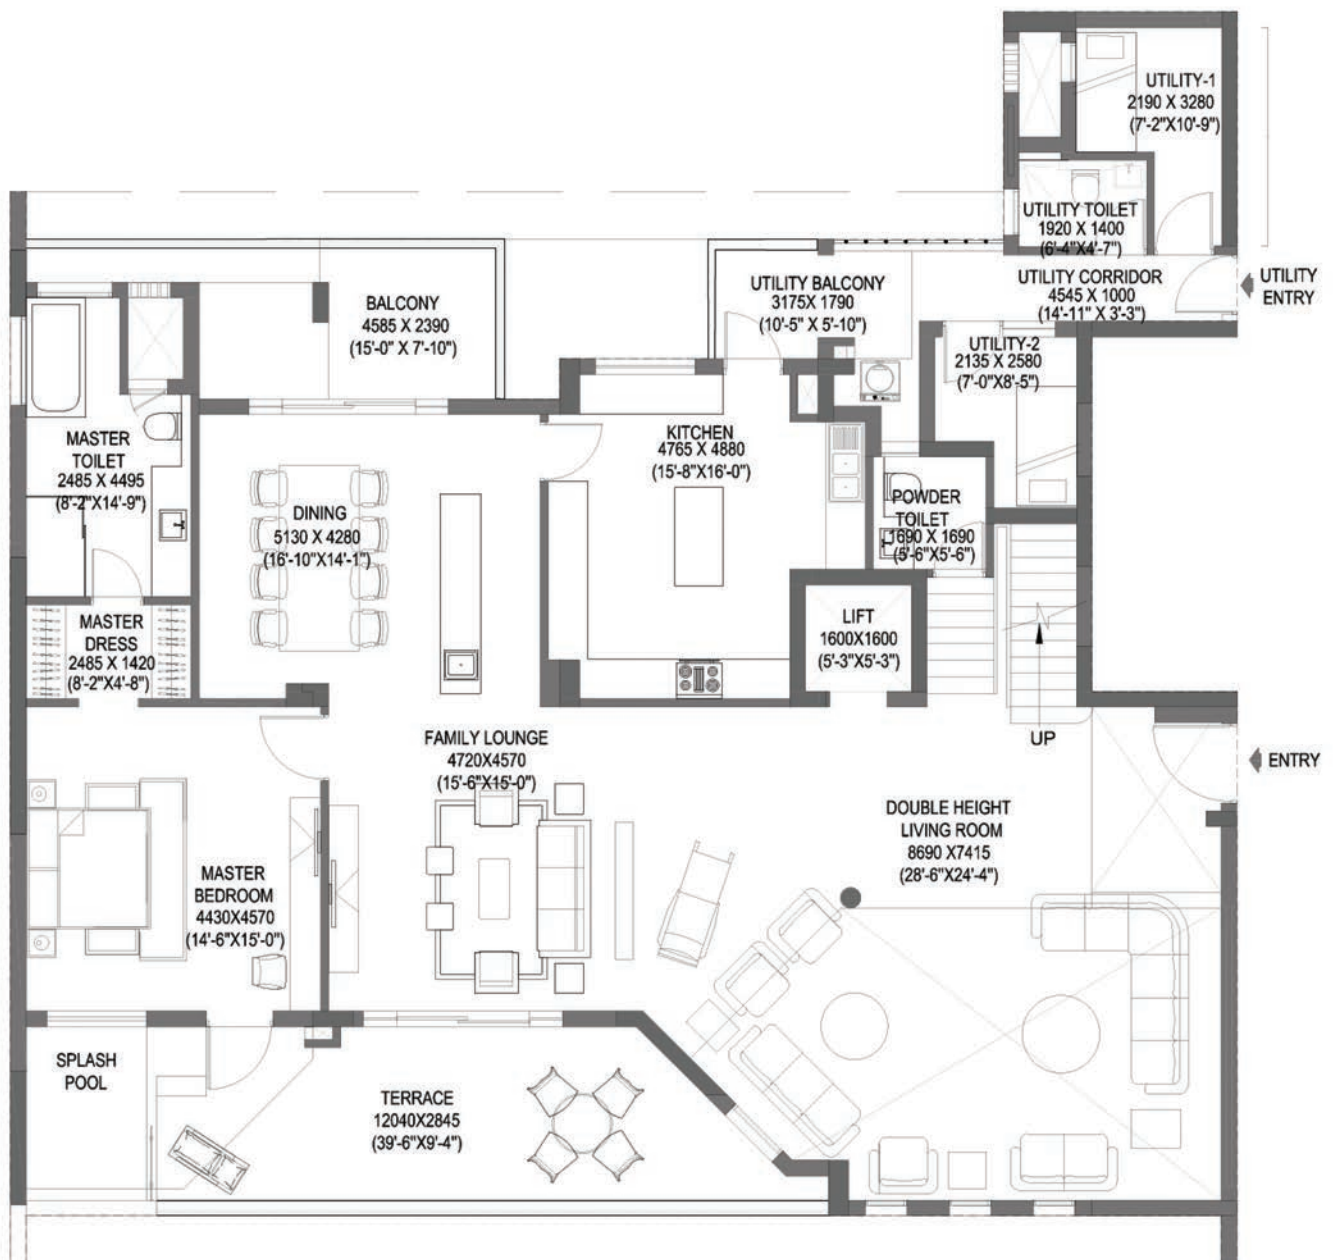 UTILITY-1
2190 X 3280
(7'-2"X10'-9")
UTILITY TOILET
1920 X 1400
(6'-4"X4'-7")
UTILITY CORRIDOR
4545 X 1000
(14'-11" X 3'-3")
UTILITY
ENTRY
UTILITY BALCONY
3175X 1790
(10'-5" X 5'-10")
BALCONY
4585 X 2390
(15'-0" X 7'-10")
UTILITY-2
2135 X 2580
(7'-0"X8'-5")
MASTER
TOILET
2485 X 4495
(8'-2"X14'-9")
KITCHEN
4765 X 4880
(15'-8"X16'-0")
DINING
5130 X 4280
(16'-10"X14'-1")
POWDER
TOILET
1690 X 1690
(5'-6"X5'-6")
MASTER
DRESS
2485 X 1420
(8'-2"X4'-8")
LIFT
1600X1600
(5'-3"X5'-3")
UP
FAMILY LOUNGE
4720X4570
(15'-6"X15'-0")
ENTRY
DOUBLE HEIGHT
LIVING ROOM
8690 X7415
(28'-6"X24'-4")
MASTER
BEDROOM
4430X4570
(14'-6"X15'-0")
SPLASH
POOL
TERRACE
12040X2845
(39'-6"X9'-4")